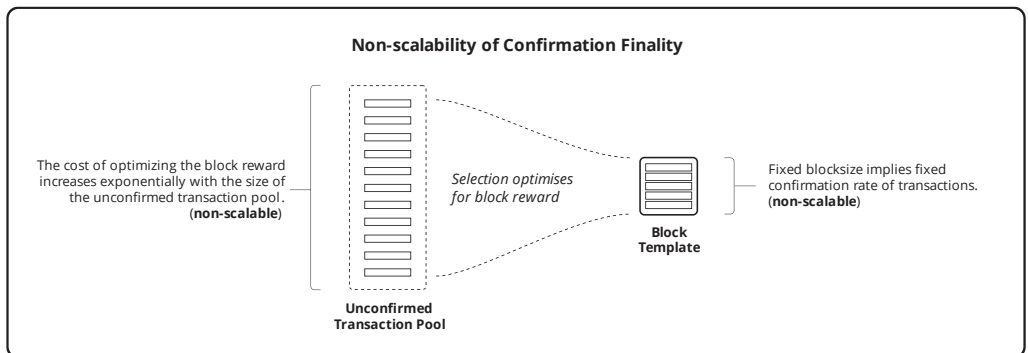 Non-scalability of Confirmation Finality
The cost of optimizing the block reward
increases exponentially with the size of
the unconfirmed transaction pool.
(non-scalable)
Selection optimises
for block reward
Fixed blocksize implies fixed
confirmation rate of transactions.
(non-scalable)
Block
Template
Unconfirmed
Transaction Pool